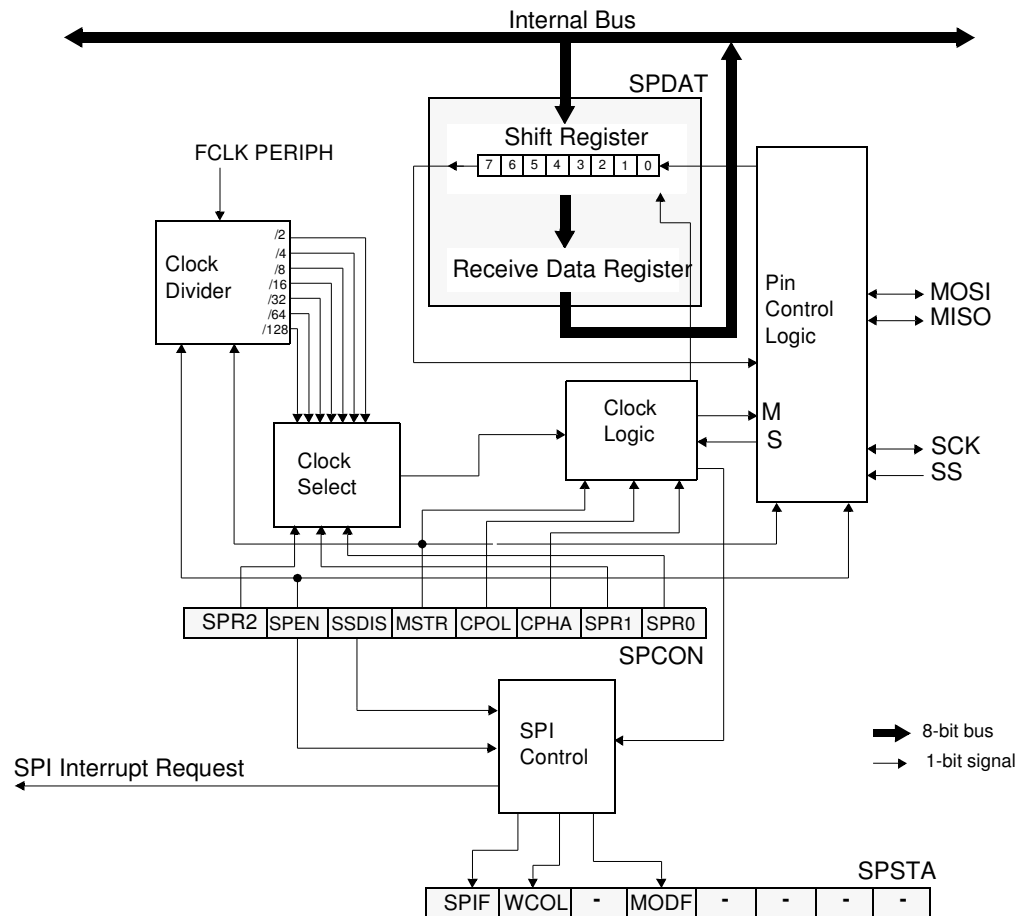 Internal Bus
SPDAT
Shift Register
7 6 5 4 3 2 1 0
FCLK PERIPH
Clock
Divider
/2
/4
/8
/16
/32
/64
/128
Receive Data Register
Pin
Control
Logic
MOSI
MISO
Clock
Logic
M
S
SCK
SS
Clock
Select
SPR2 SPEN SSDIS MSTR CPOL CPHA SPR1 SPR0
SPCON
SPI
Control
8-bit bus
1-bit signal
SPI Interrupt Request
SPSTA
SPIF WCOL - MODF - - - -